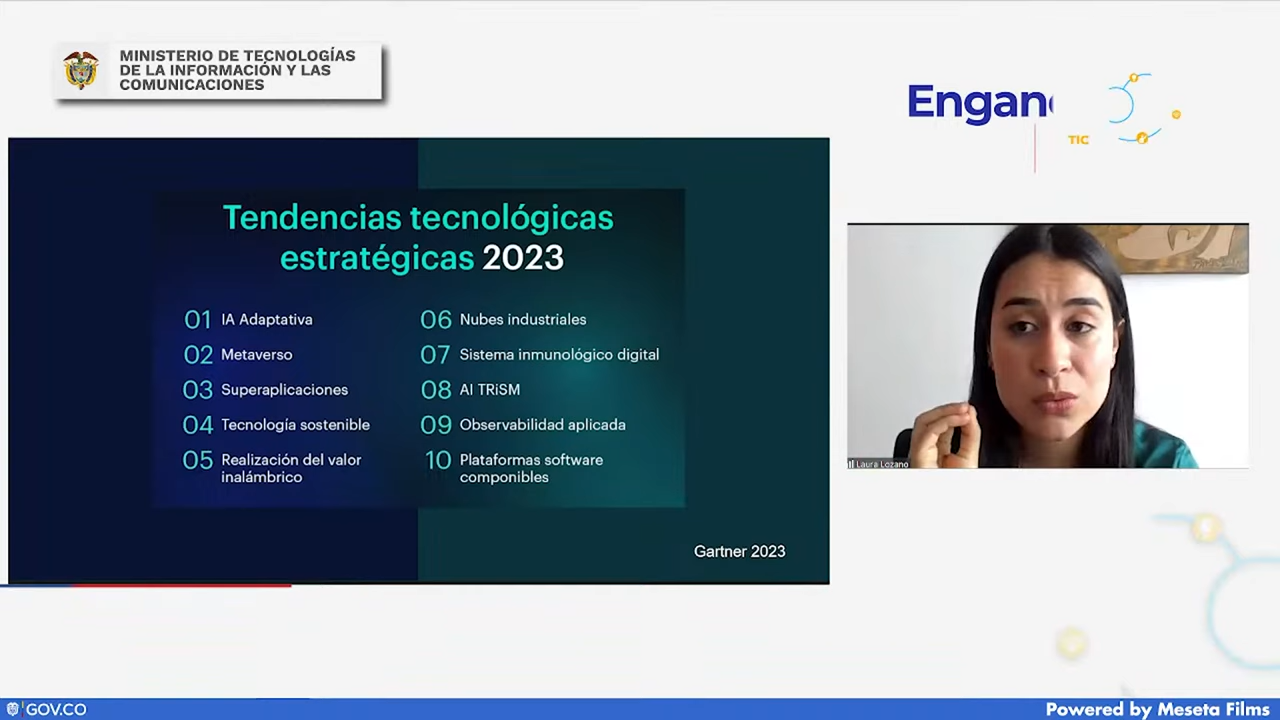 MINISTERIO DE TECNOLOGÍAS
DE LA INFORMACIÓN Y LAS
COMUNICACIONES
Engan
TIC
Tendencias tecnológicas
estratégicas 2023
01 IA Adaptativa
02 Metaverso
03 Superaplicaciones
04 Tecnología sostenible
05 Realización del valor
inalámbrico
06 Nubes industriales
07 Sistema inmunológico digital
08 AI TRiSM
09 Observabilidad aplicada
10 Plataformas software
componibles
Gartner 2023
Laura Lozano
GOV.CO
Powered by Meseta Films